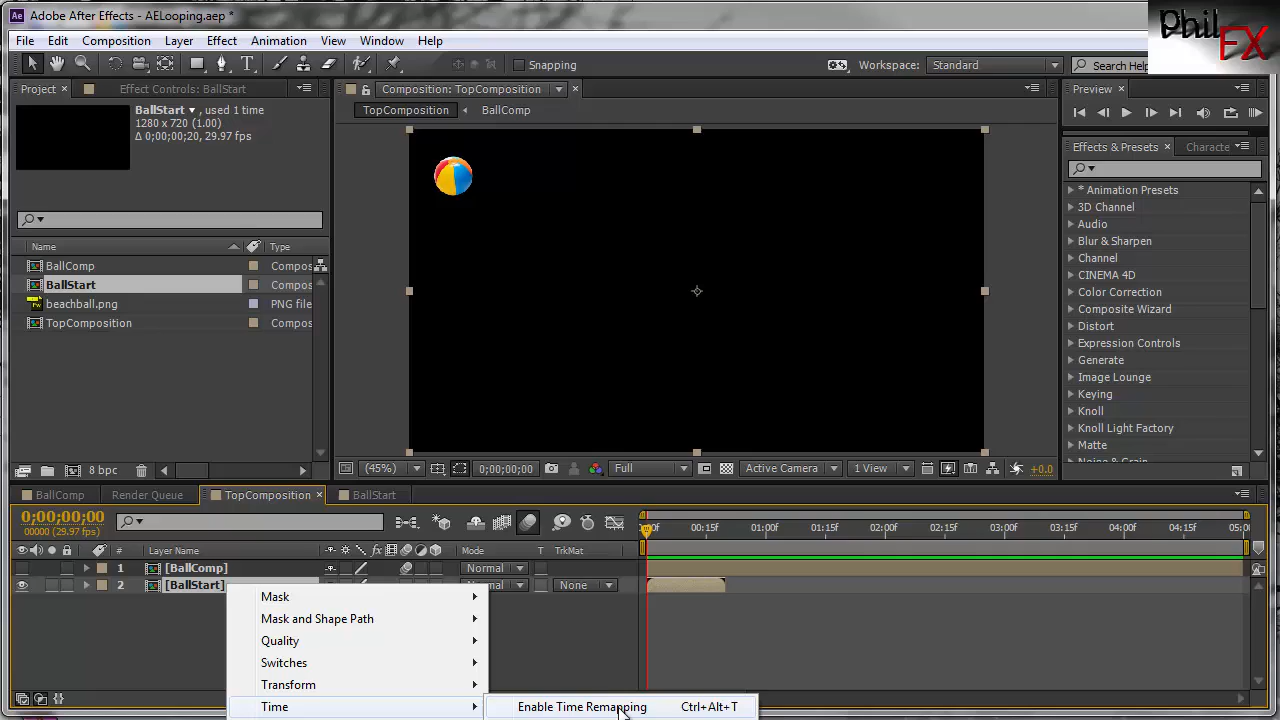 Adobe After Effects - AELooping.aep *
Phil
FX
File Edit Composition Layer Effect Animation View Window Help
Snapping
Workspace: Standard
Search Help
Project
Effect Controls: BallStart
Composition: TopComposition
Preview
TopComposition BallComp
BallStart , used 1 time
1280 x 720 (1.00)
Δ 0;00;00;20, 29.97 fps
Effects & Presets Characte
* Animation Presets
3D Channel
Audio
Blur & Sharpen
Channel
CINEMA 4D
Color Correction
Composite Wizard
Distort
Expression Controls
Generate
Image Lounge
Keying
Knoll
Knoll Light Factory
Matte
Noise & Grain
Name Type
BallComp Compos
BallStart Compos
beachball.png PNG file
TopComposition Compos
8 bpc
(45%) 0;00;00;00 Full Active Camera 1 View +0.0
BallComp Render Queue TopComposition BallStart
0;00;00;00
00000 (29.97 fps)
00f 00:15f 01:00f 01:15f 02:00f 02:15f 03:00f 03:15f 04:00f 04:15f 05:00
# Layer Name fx Mode T TrkMat
1 [BallComp] Normal
2 [BallStart] Normal None
Mask
Mask and Shape Path
Quality
Switches
Transform
Time
Enable Time Remapping Ctrl+Alt+T